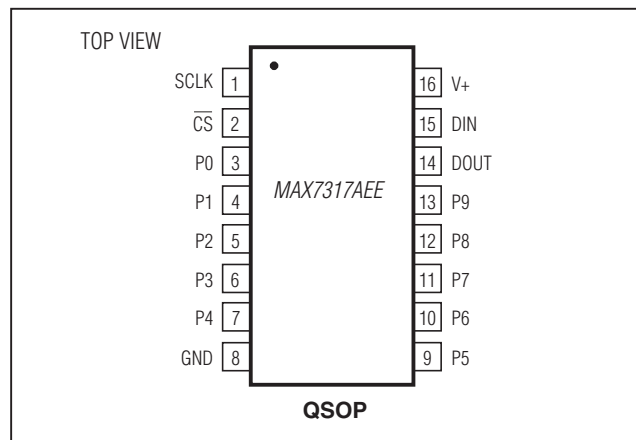 TOP VIEW
SCLK 1 16 V+
C̅S̅ 2 15 DIN
P0 3 14 DOUT
MAX7317AEE
P1 4 13 P9
P2 5 12 P8
P3 6 11 P7
P4 7 10 P6
GND 8 9 P5
QSOP